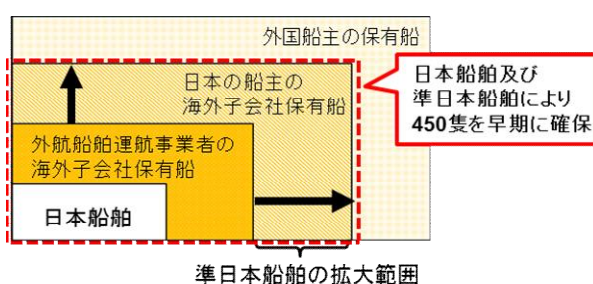 外国船主の保有船
日本の船主の
海外子会社保有船
外航船舶運航事業者の
海外子会社保有船
日本船舶
日本船舶及び
準日本船舶により
450隻を早期に確保
準日本船舶の拡大範囲